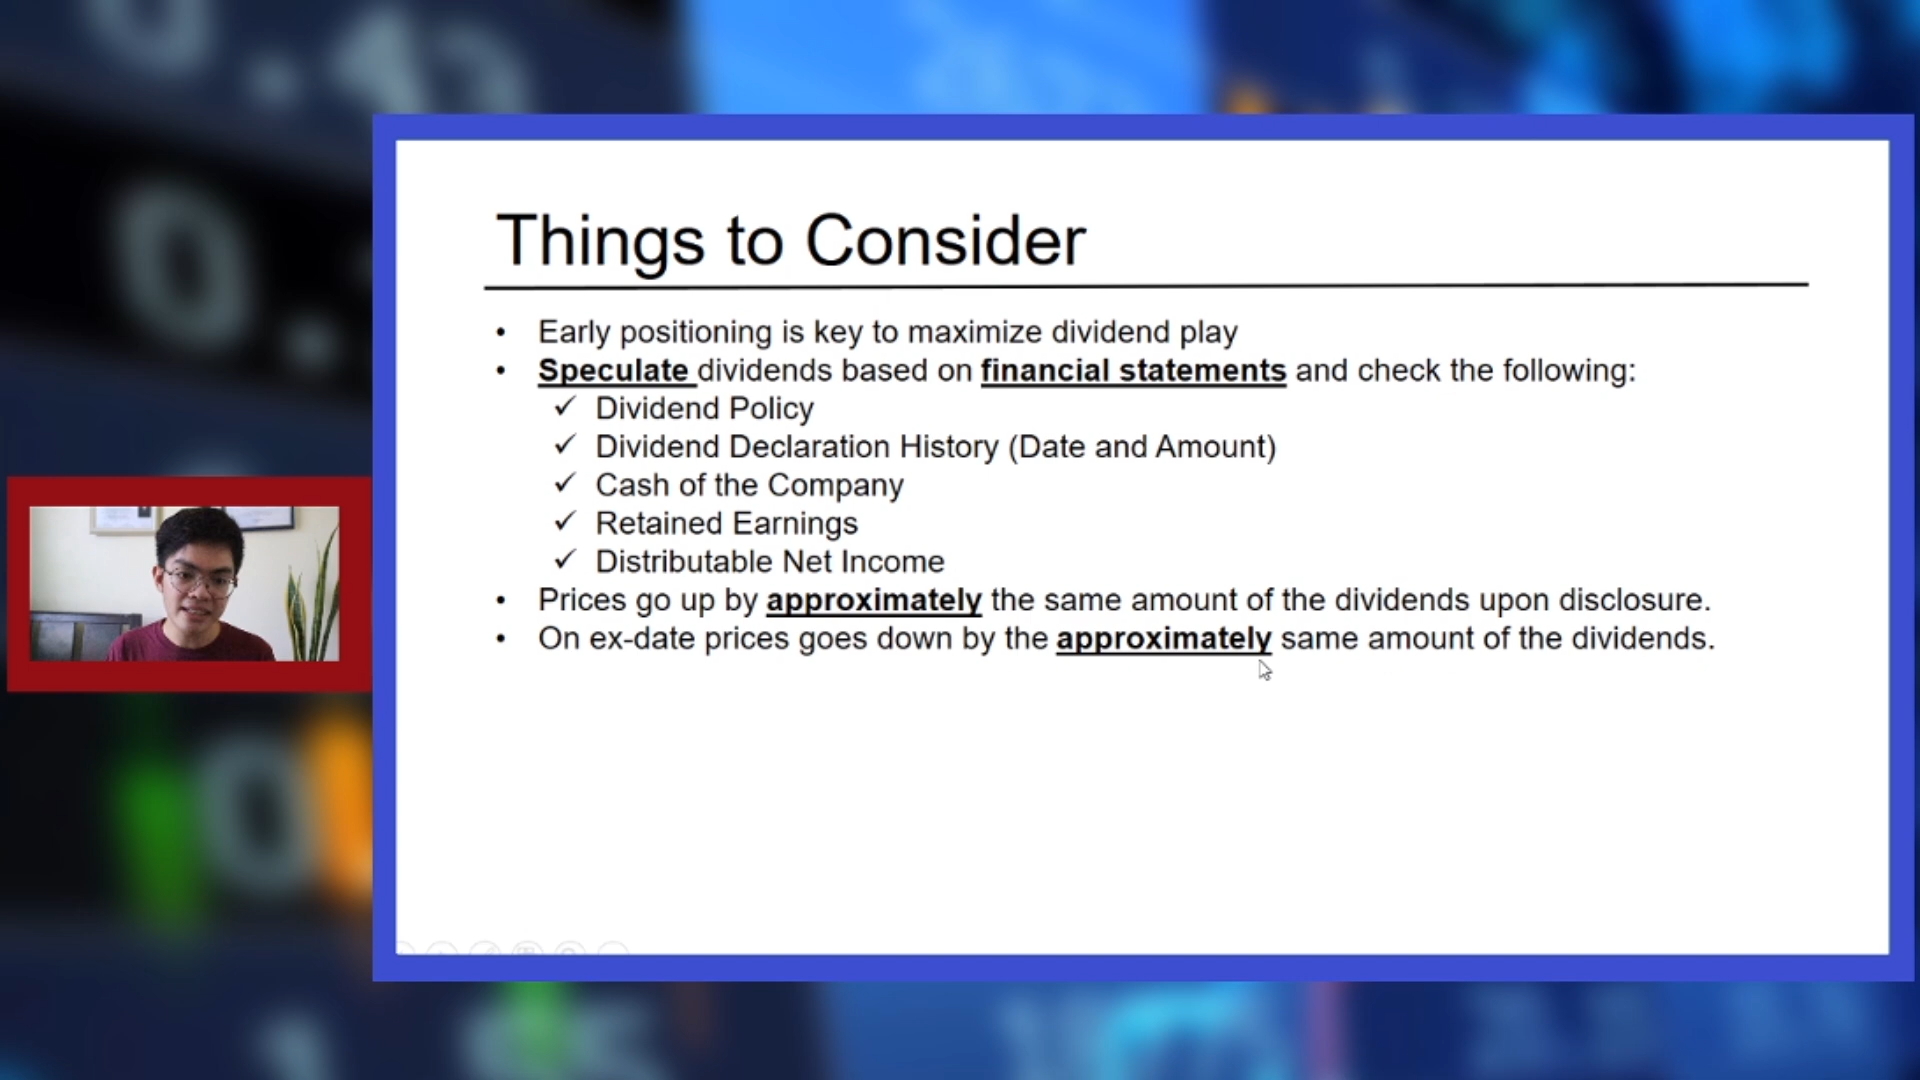 Things to Consider
• Early positioning is key to maximize dividend play
• Speculate dividends based on financial statements and check the following:
✓ Dividend Policy
✓ Dividend Declaration History (Date and Amount)
✓ Cash of the Company
✓ Retained Earnings
✓ Distributable Net Income
• Prices go up by approximately the same amount of the dividends upon disclosure.
• On ex-date prices goes down by the approximately same amount of the dividends.